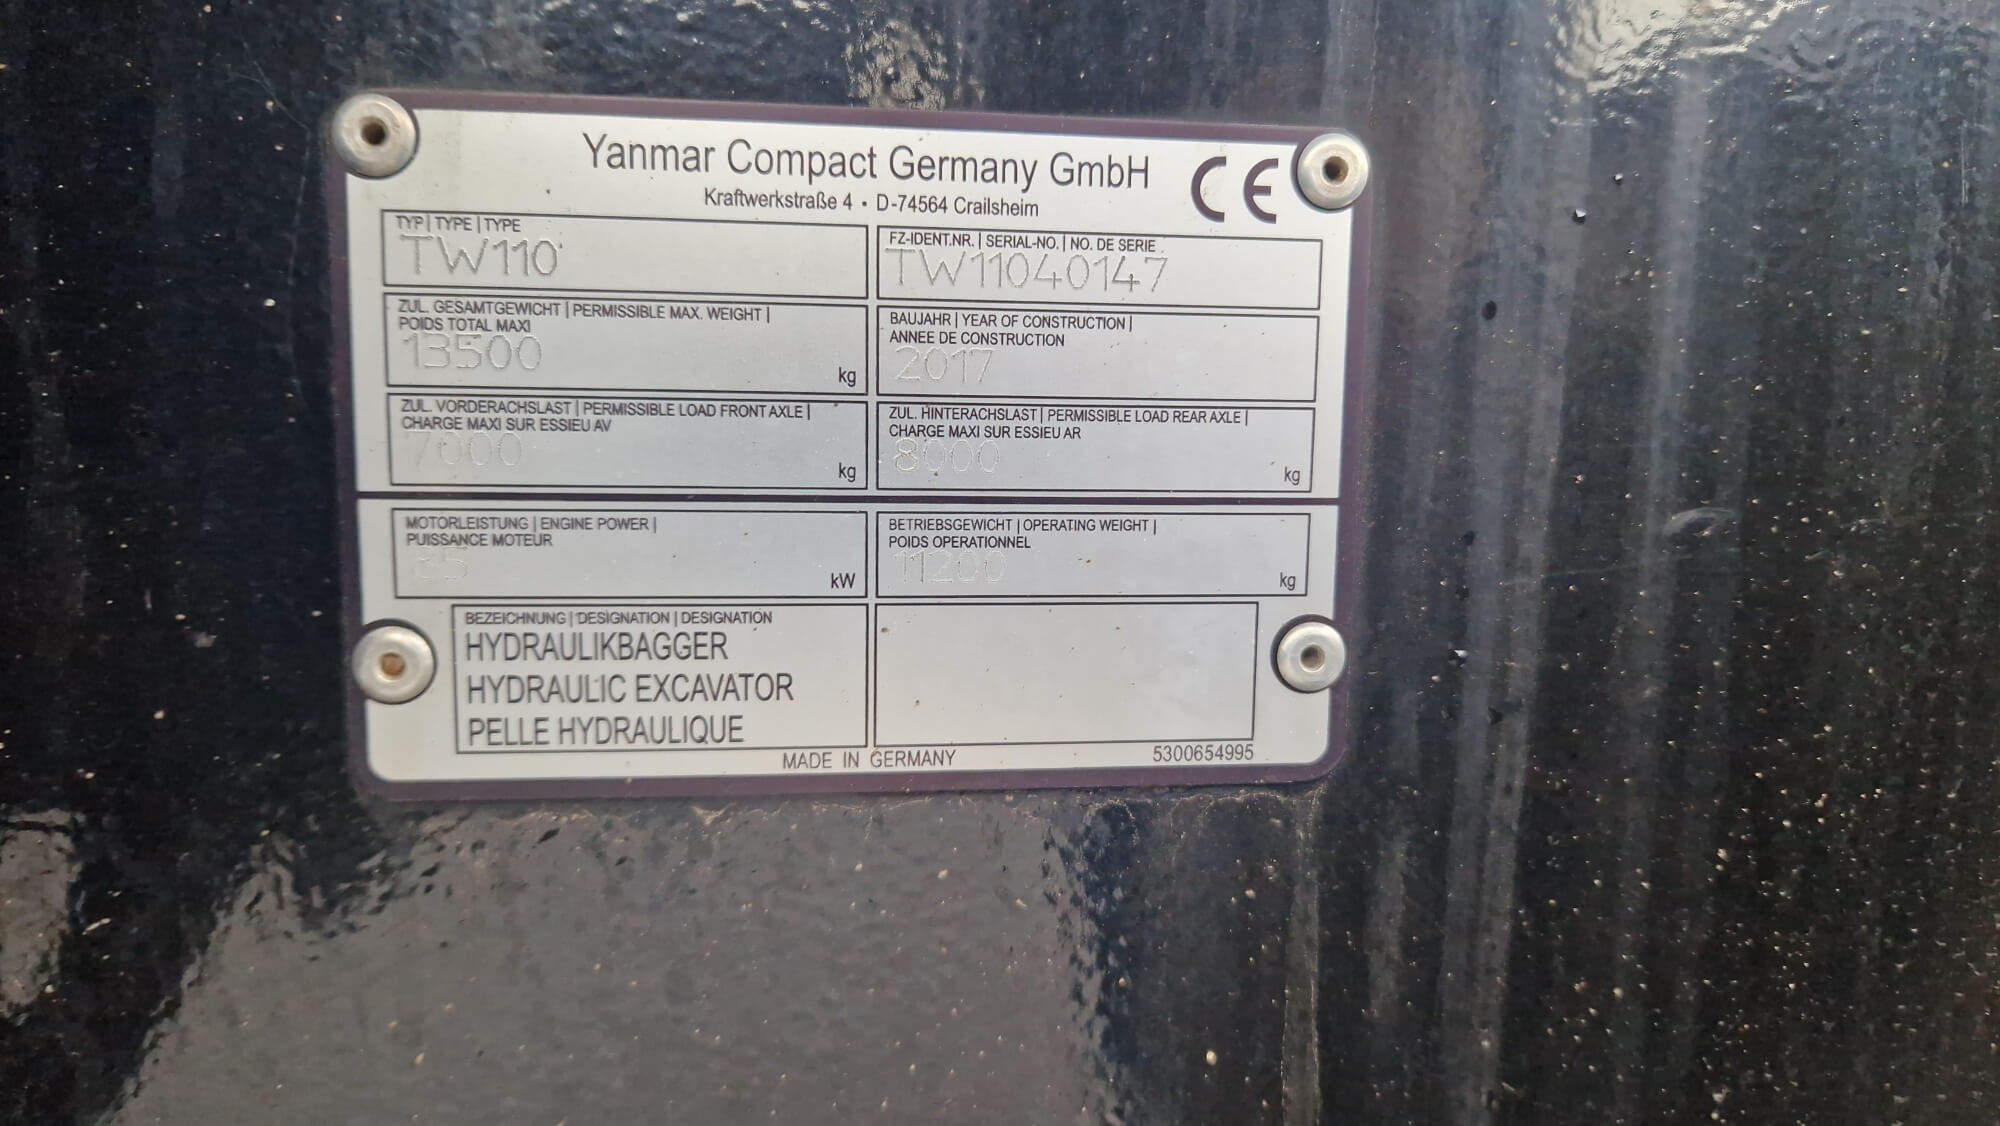 Yanmar Compact Germany GmbH
Kraftwerkstraße 4 • D-74564 Crailsheim
CE
TYP | TYPE | TYPE
TW110
FZ-IDENT.NR. | SERIAL-NO. | NO. DE SERIE
TW11040147
ZUL. GESAMTGEWICHT | PERMISSIBLE MAX. WEIGHT |
POIDS TOTAL MAXI
13500
kg
BAUJAHR | YEAR OF CONSTRUCTION |
ANNEE DE CONSTRUCTION
2017
ZUL. VORDERACHSLAST | PERMISSIBLE LOAD FRONT AXLE |
CHARGE MAXI SUR ESSIEU AV
7000
kg
ZUL. HINTERACHSLAST | PERMISSIBLE LOAD REAR AXLE |
CHARGE MAXI SUR ESSIEU AR
8000
kg
MOTORLEISTUNG | ENGINE POWER |
PUISSANCE MOTEUR
kW
BETRIEBSGEWICHT | OPERATING WEIGHT |
POIDS OPERATIONNEL
11200
kg
BEZEICHNUNG | DESIGNATION | DESIGNATION
HYDRAULIKBAGGER
HYDRAULIC EXCAVATOR
PELLE HYDRAULIQUE
MADE IN GERMANY
5300654995